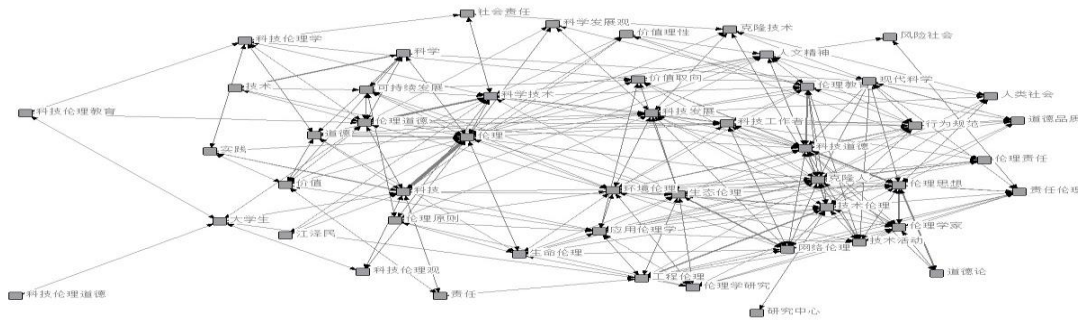 社会责任
科学发展观
价值理性
克隆技术
风险社会
科技伦理学
科学
人文精神
技术
可持续发展
科学技术
价值取向
伦理教
现代科学
人类社会
科技伦理教育
伦理道德
科技发展
科技工作者
行为规范
道德品质
道德
伦理
实践
科技道德
伦理责任
价值
科技
环境伦理
生态伦理
克隆人
伦理思想
责任伦理
大学生
伦理原则
技术伦理
江泽民
应用伦理学
伦理学家
生命伦理
网络伦理
技术活动
科技伦理观
工程伦理
伦理学研究
道德论
科技伦理道德
责任
研究中心